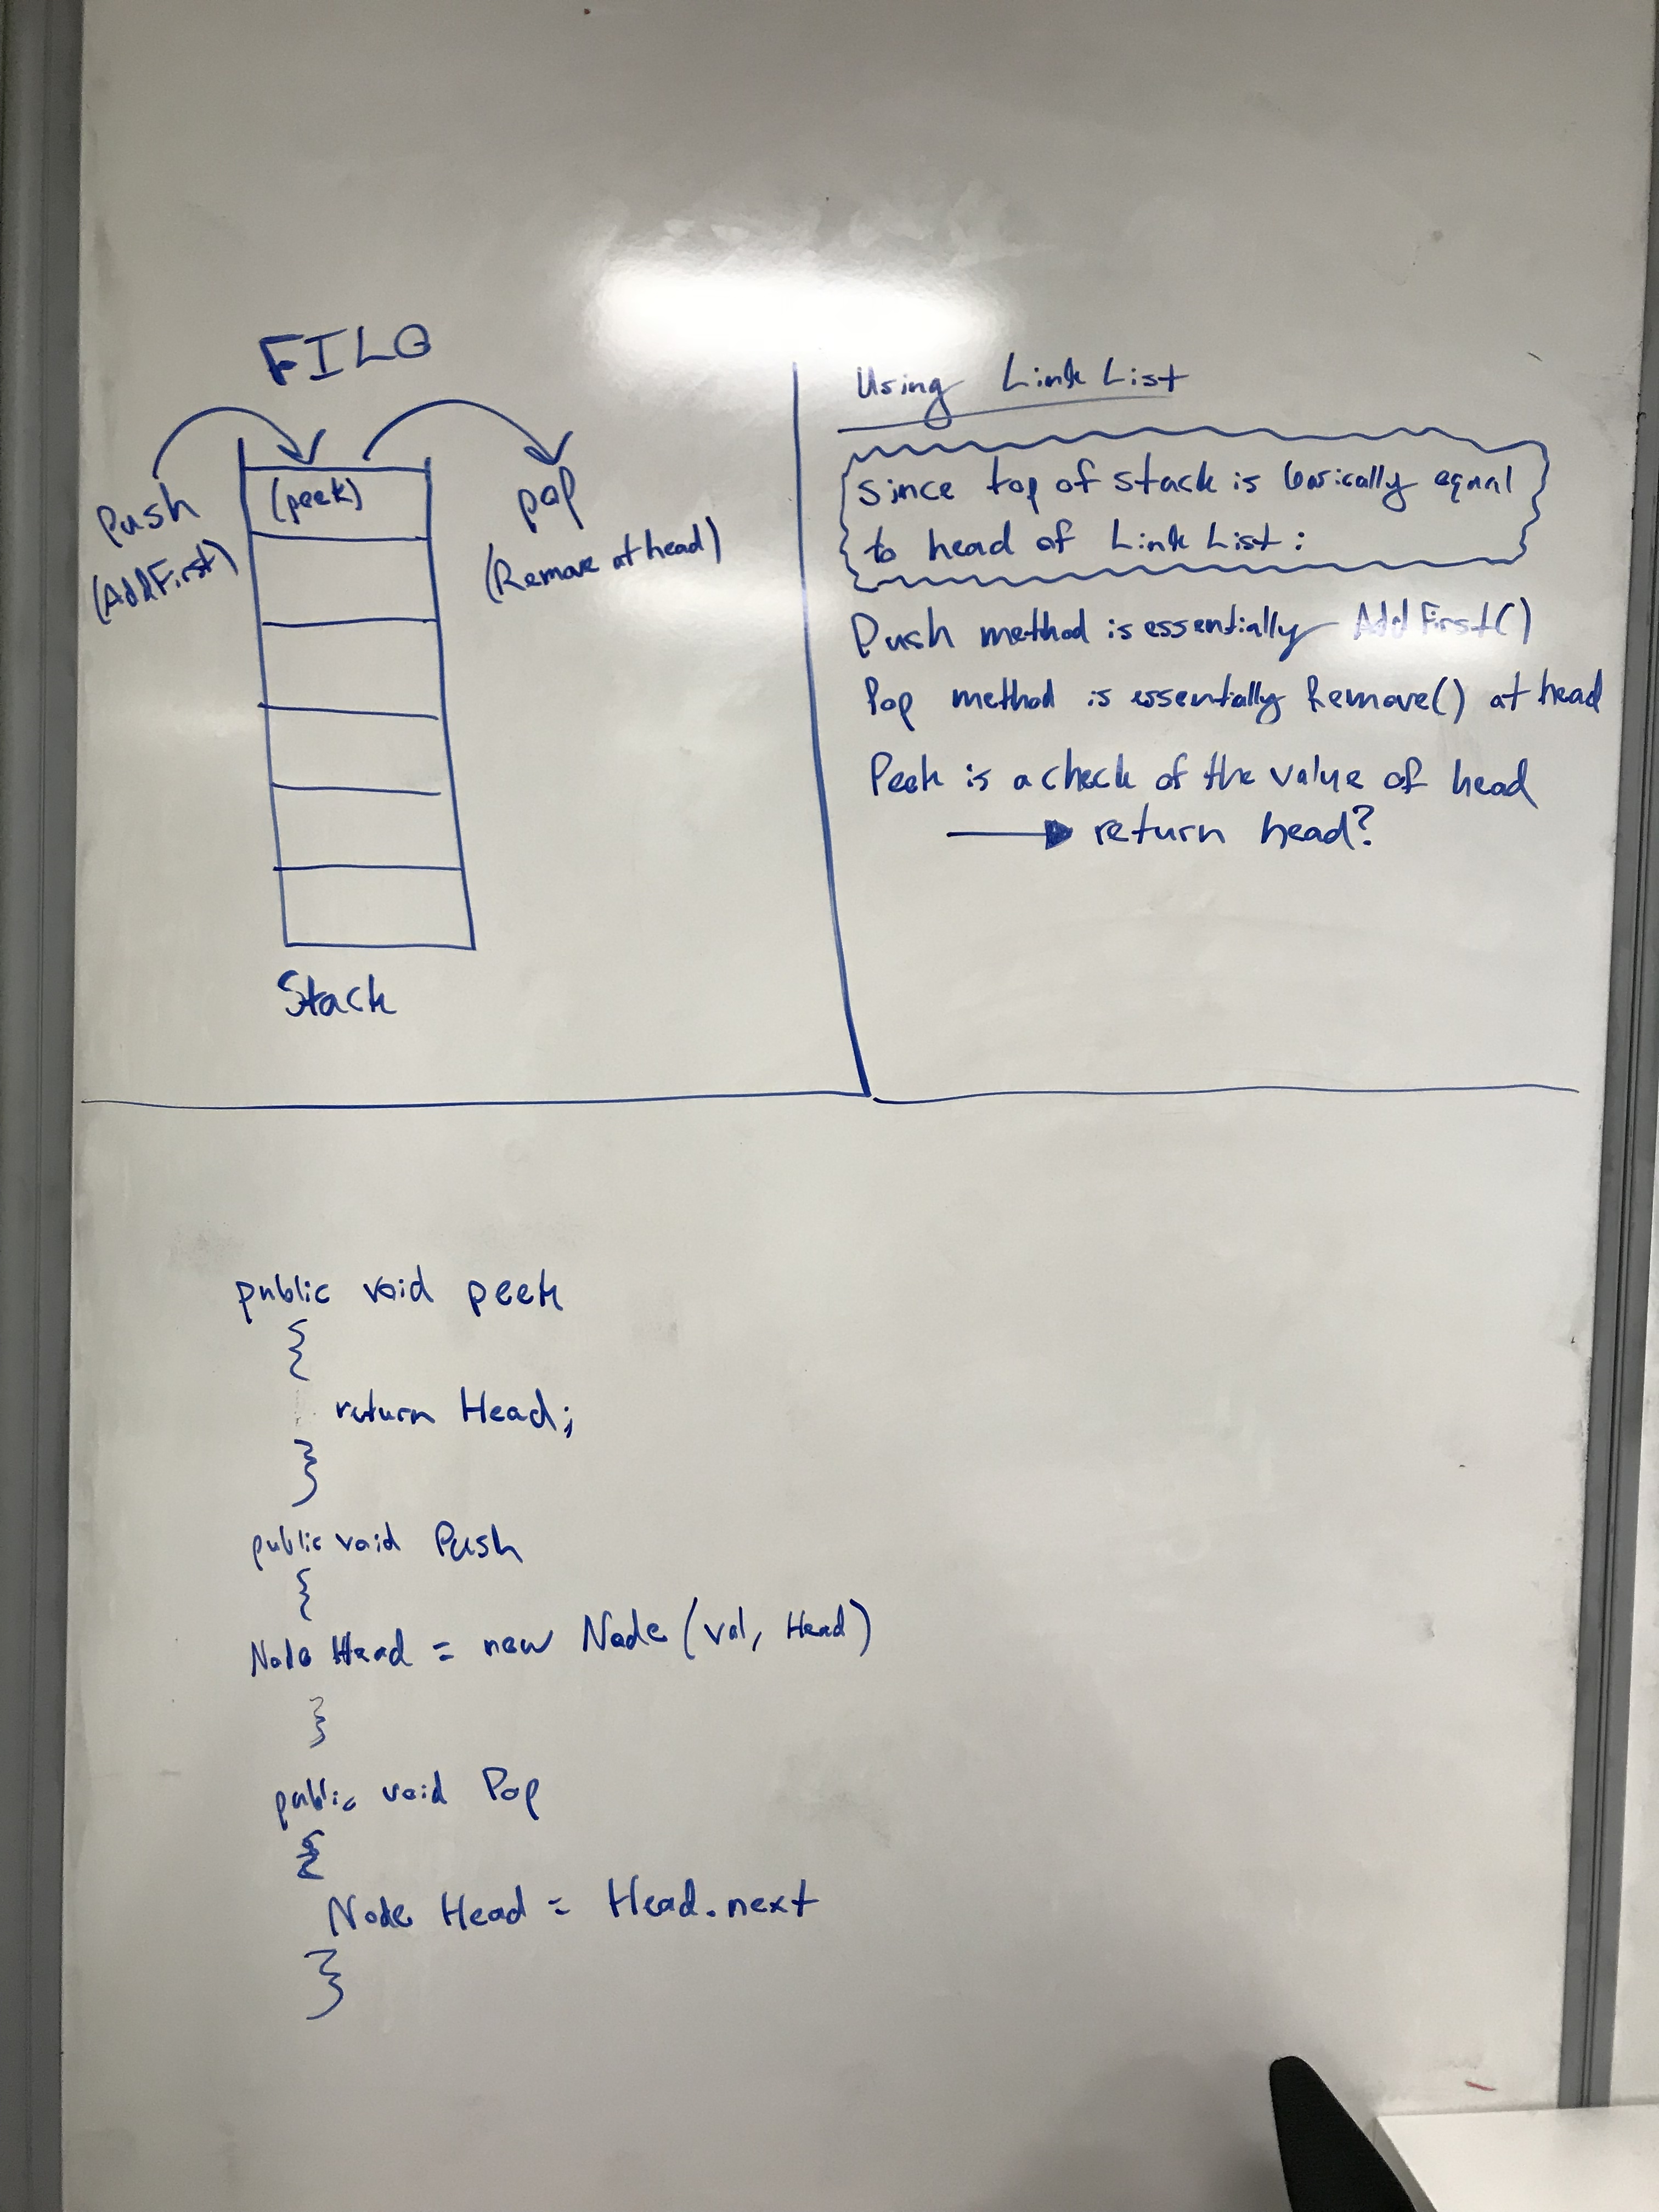 FILO
Push
(AddFirst)
(peek)
pop
(Remove at head)
Stack
Using Link List
since top of stack is basically equal
to head of Link List:
Push method is essentially AddFirst()
Pop method is essentially Remove() at head
Peek is a check of the value of head
return head?
public void peek
{
return Head;
}
public void Push
{
Node Head = new Node (val, Head)
}
public void Pop
{
Node Head = Head.next
}